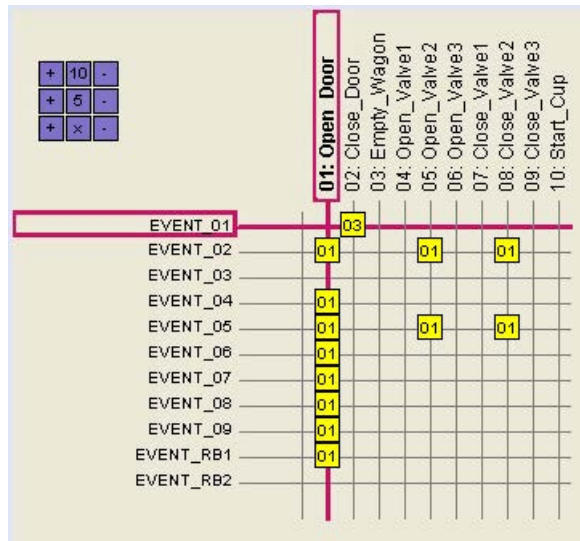 + 10 -
+ 5 -
+ x -
01: Open_Door
02: Close_Door
03: Empty_Wagon
04: Open_Valve1
05: Open_Valve2
06: Open_Valve3
07: Close_Valve1
08: Close_Valve2
09: Close_Valve3
10: Start_Cup
EVENT_01 03
EVENT_02 01 01 01
EVENT_03
EVENT_04 01
EVENT_05 01 01 01
EVENT_06 01
EVENT_07 01
EVENT_08 01
EVENT_09 01
EVENT_RB1 01
EVENT_RB2